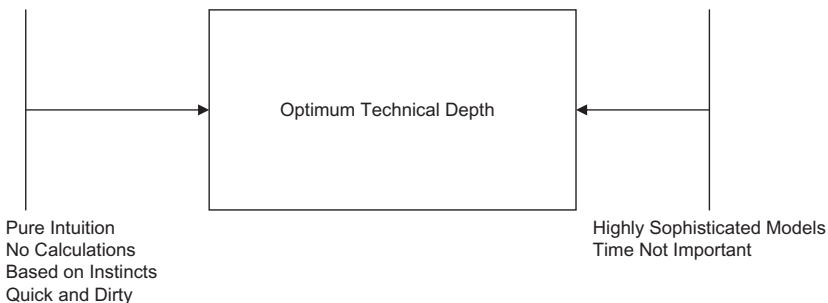 Optimum Technical Depth
Pure Intuition
No Calculations
Based on Instincts
Quick and Dirty
Highly Sophisticated Models
Time Not Important